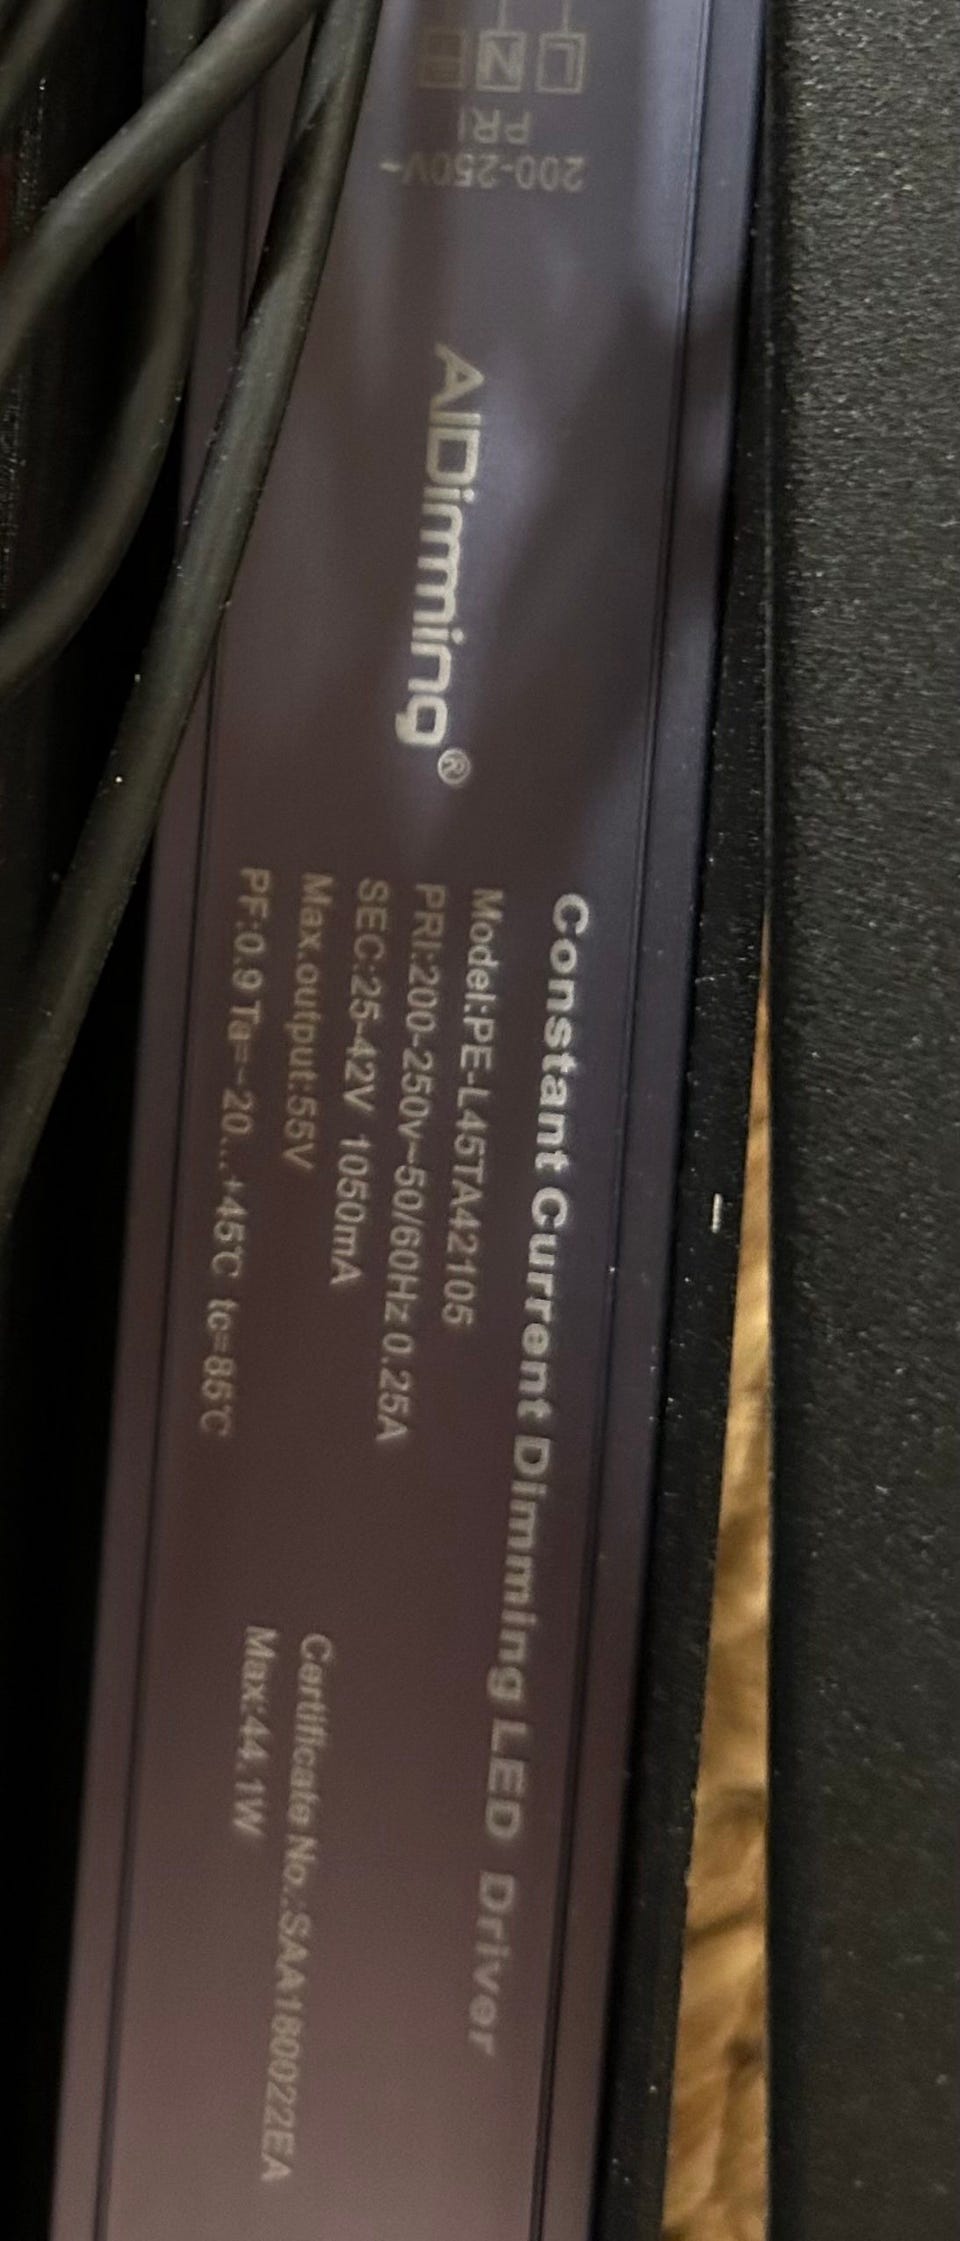 L N
PRI
200-250V~
AIDimming®
Constant Current Dimming LED Driver
Model:PE-L45TA42105
PRI:200-250v~50/60Hz 0.25A
SEC:25-42V 1050mA
Max.output:55V
PF:0.9 Ta=-20...+45℃ tc=85℃
Certificate No.:SAA180022EA
Max:44.1W